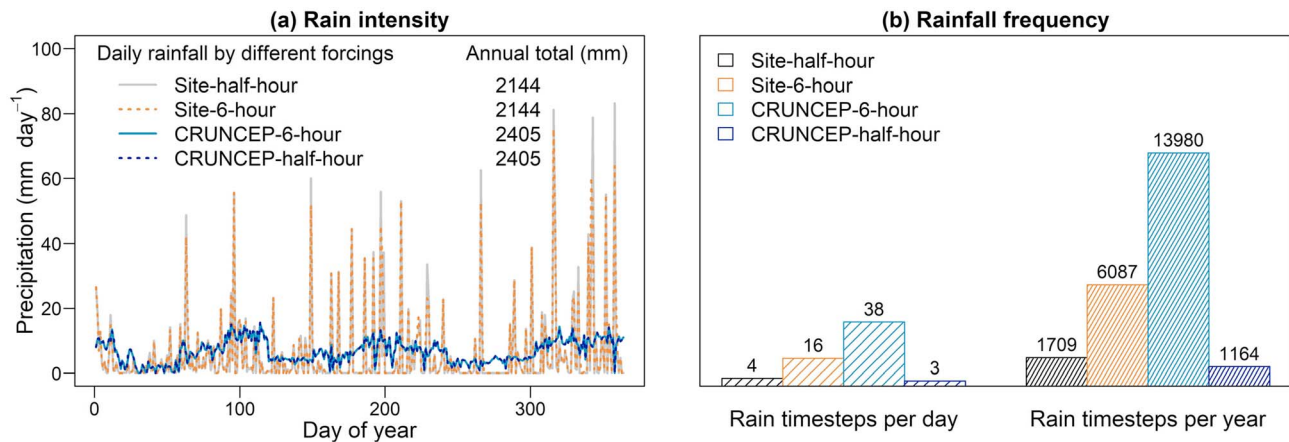 (a) Rain intensity
Precipitation (mm day⁻¹)
100
80
60
40
20
0
Daily rainfall by different forcings Annual total (mm)
Site-half-hour 2144
Site-6-hour 2144
CRUNCEP-6-hour 2405
CRUNCEP-half-hour 2405
0 100 200 300
Day of year
(b) Rainfall frequency
Site-half-hour
Site-6-hour
CRUNCEP-6-hour
CRUNCEP-half-hour
4 16 38 3
1709 6087 13980 1164
Rain timesteps per day Rain timesteps per year